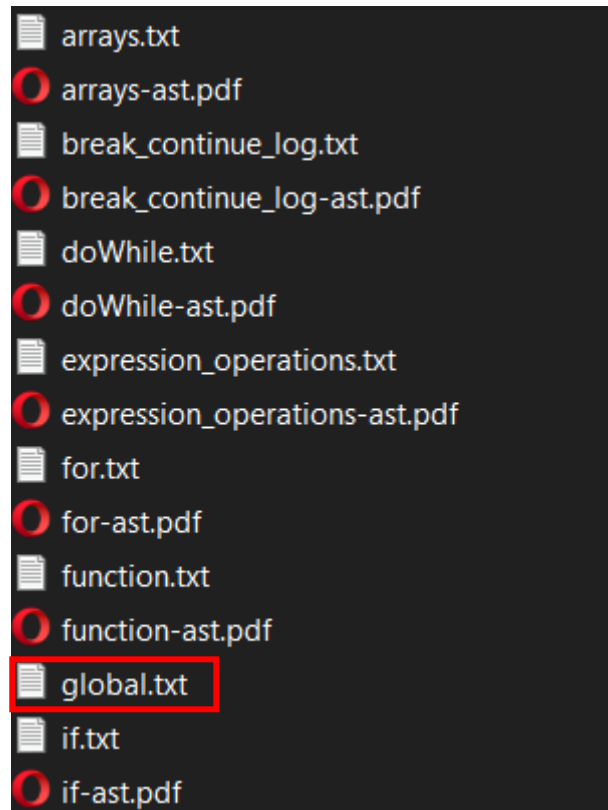 arrays.txt
arrays-ast.pdf
break_continue_log.txt
break_continue_log-ast.pdf
doWhile.txt
doWhile-ast.pdf
expression_operations.txt
expression_operations-ast.pdf
for.txt
for-ast.pdf
function.txt
function-ast.pdf
global.txt
if.txt
if-ast.pdf